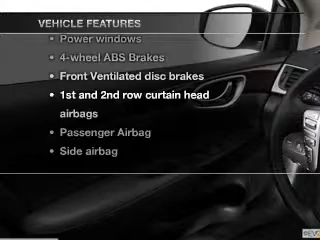 VEHICLE FEATURES
• Power windows
• 4-wheel ABS Brakes
• Front Ventilated disc brakes
• 1st and 2nd row curtain head
airbags
• Passenger Airbag
• Side airbag